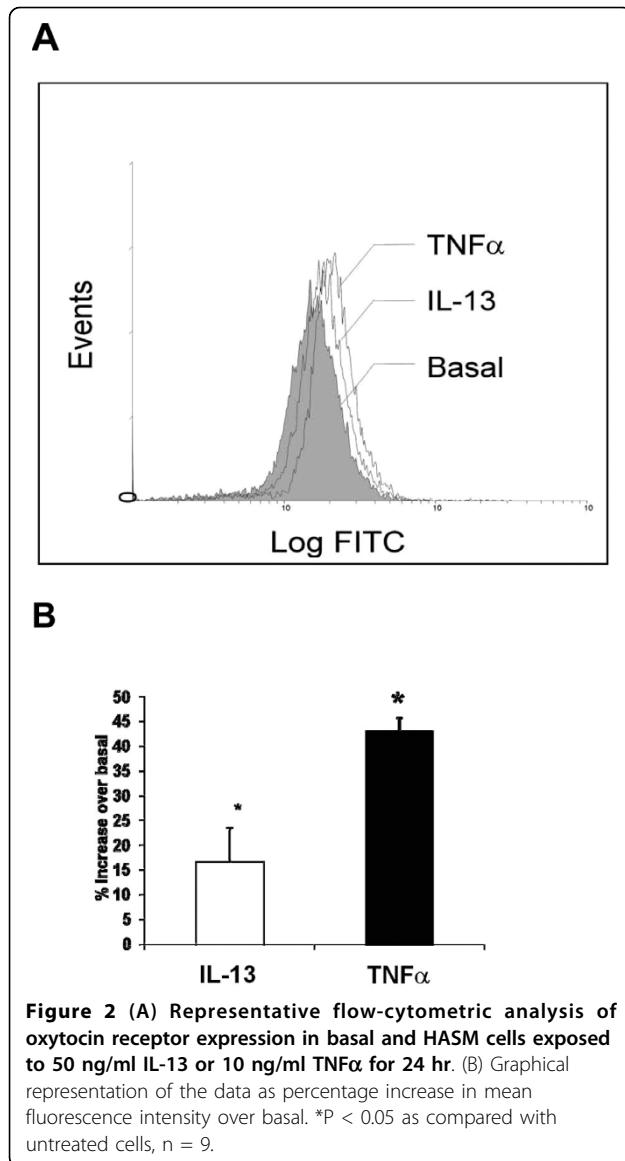 A
Events
TNFα
IL-13
Basal
0
10 10 10
Log FITC
B
% Increase over basal
50
45
40
35
30
25
20
15
10
5
0
*
*
IL-13 TNFα
Figure 2 (A) Representative flow-cytometric analysis of
oxytocin receptor expression in basal and HASM cells exposed
to 50 ng/ml IL-13 or 10 ng/ml TNFα for 24 hr. (B) Graphical
representation of the data as percentage increase in mean
fluorescence intensity over basal. *P < 0.05 as compared with
untreated cells, n = 9.